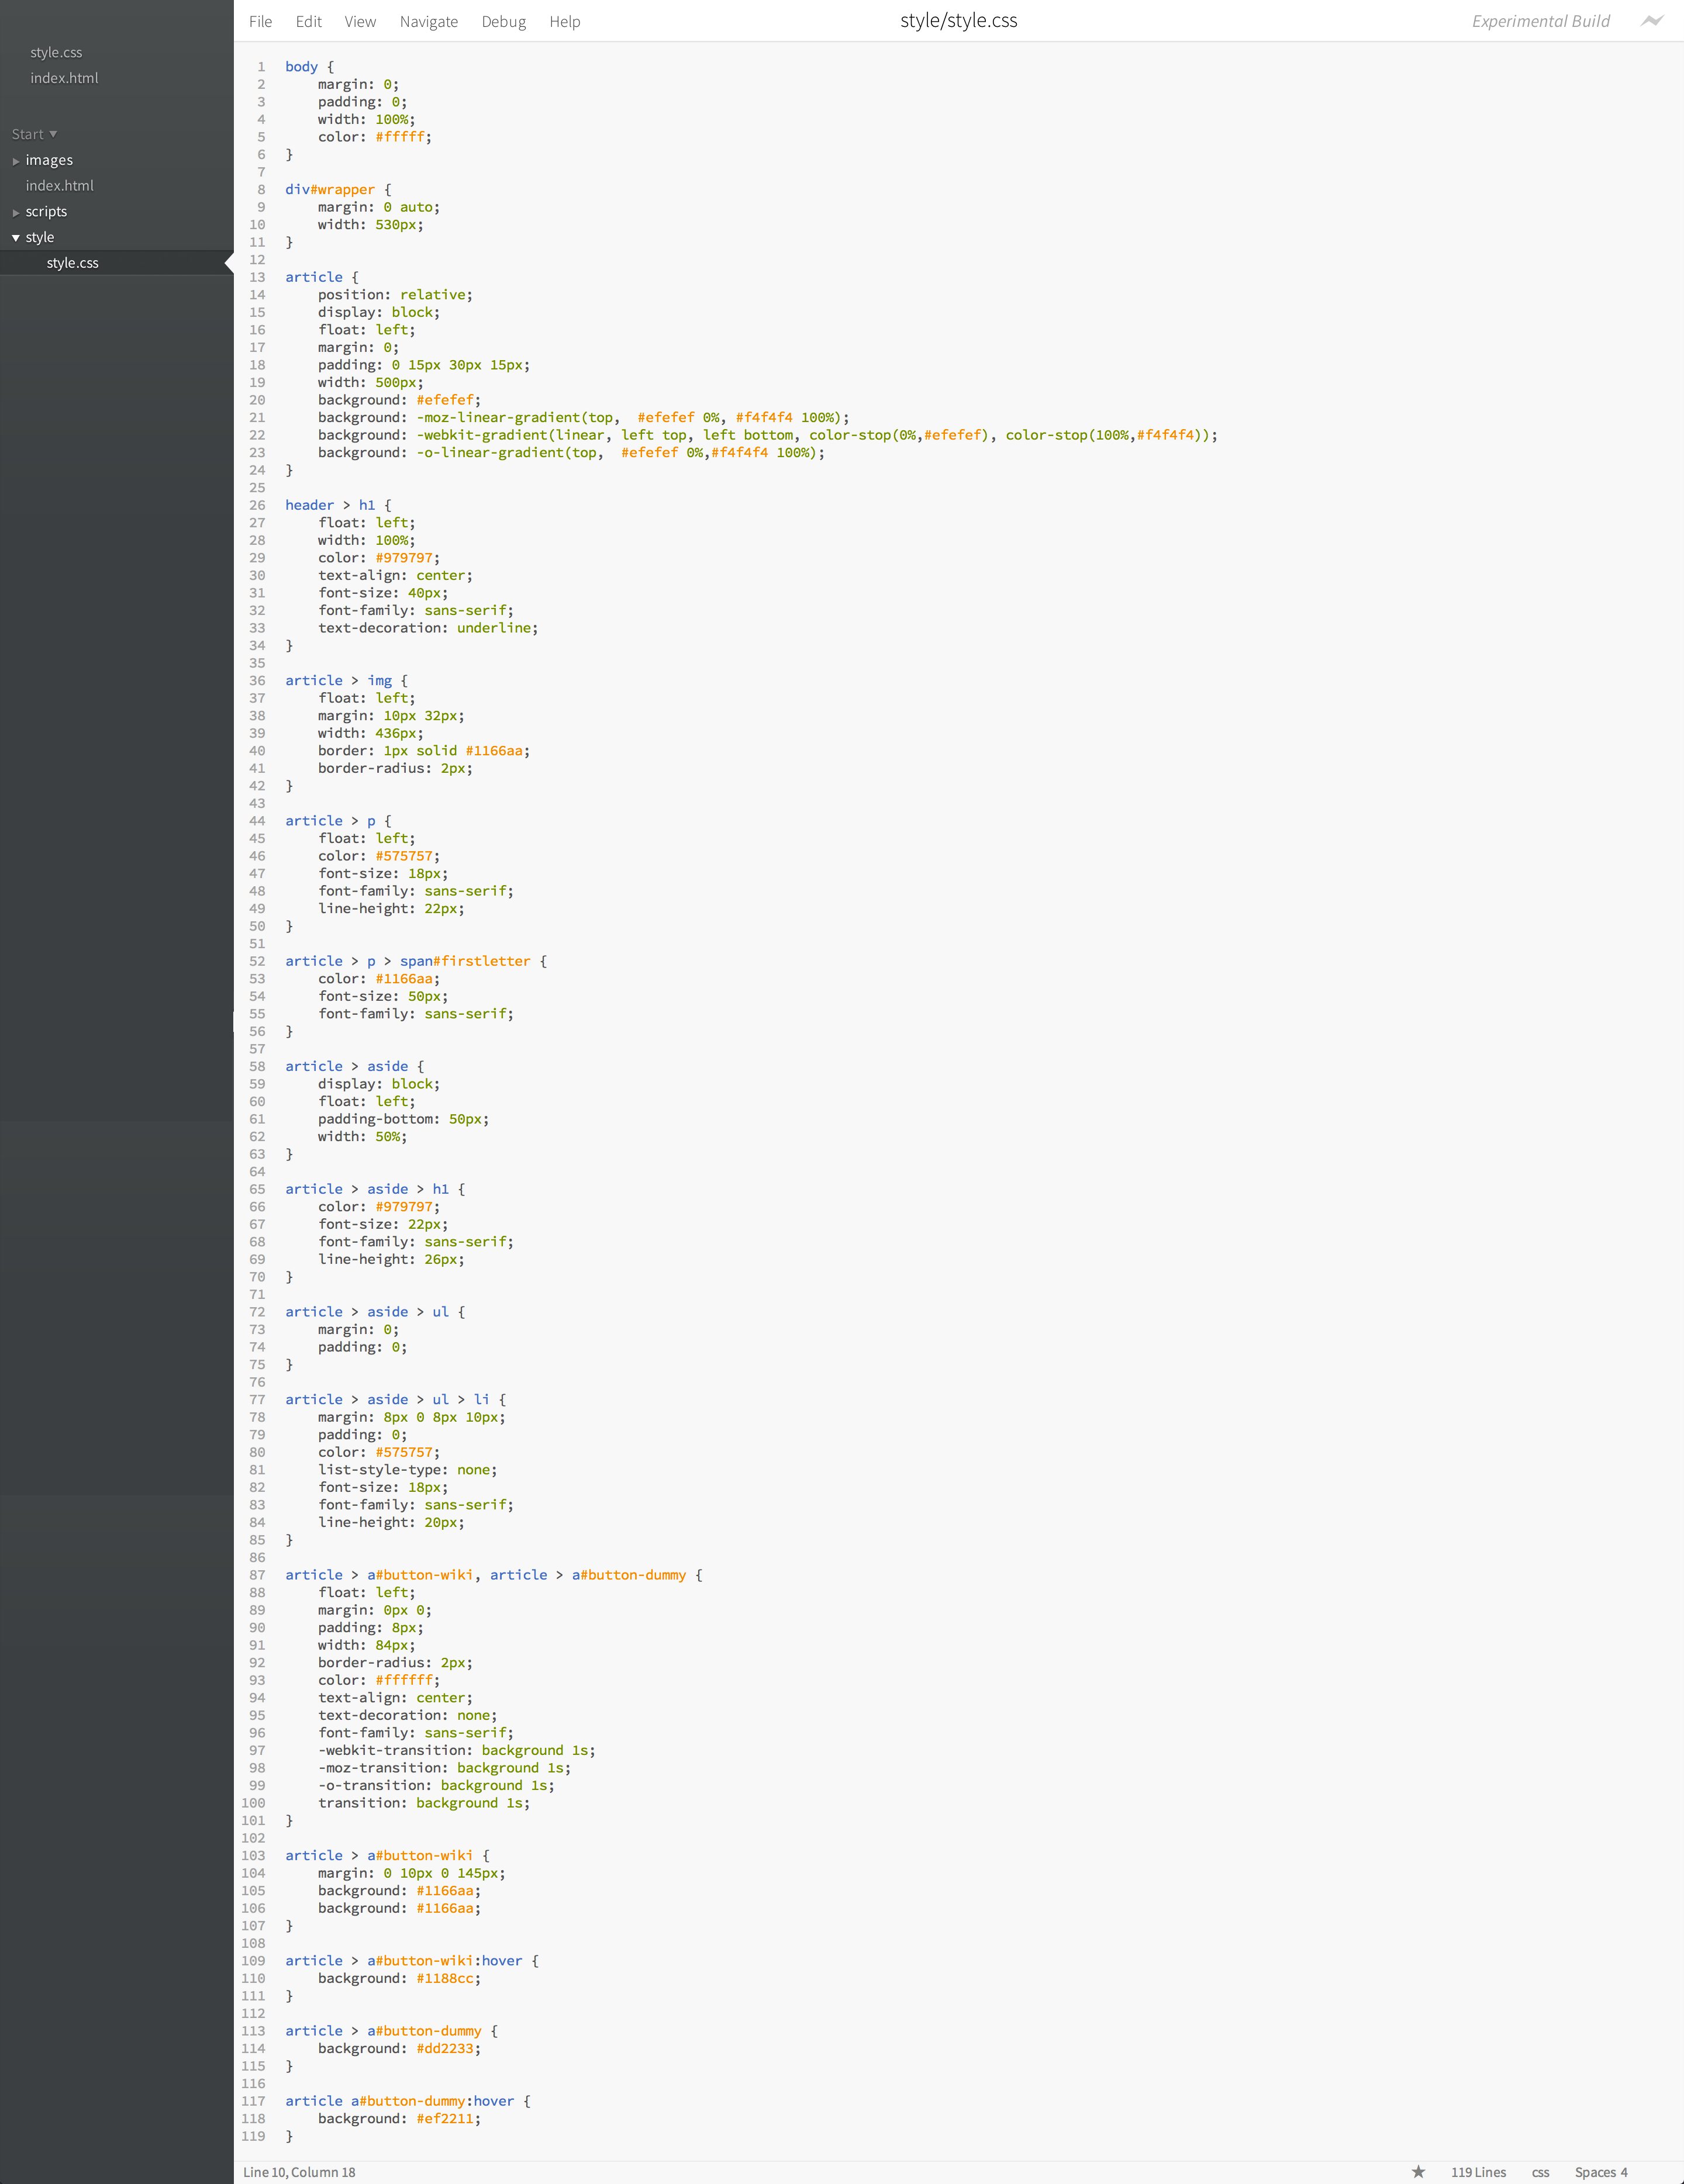 File Edit View Navigate Debug Help style/style.css Experimental Build
style.css
index.html
Start
images
index.html
scripts
style
style.css
1 body {
2     margin: 0;
3     padding: 0;
4     width: 100%;
5     color: #fffff;
6 }
7
8 div#wrapper {
9     margin: 0 auto;
10     width: 530px;
11 }
12
13 article {
14     position: relative;
15     display: block;
16     float: left;
17     margin: 0;
18     padding: 0 15px 30px 15px;
19     width: 500px;
20     background: #efefef;
21     background: -moz-linear-gradient(top,  #efefef 0%, #f4f4f4 100%);
22     background: -webkit-gradient(linear, left top, left bottom, color-stop(0%,#efefef), color-stop(100%,#f4f4f4));
23     background: -o-linear-gradient(top,  #efefef 0%,#f4f4f4 100%);
24 }
25
26 header > h1 {
27     float: left;
28     width: 100%;
29     color: #979797;
30     text-align: center;
31     font-size: 40px;
32     font-family: sans-serif;
33     text-decoration: underline;
34 }
35
36 article > img {
37     float: left;
38     margin: 10px 32px;
39     width: 436px;
40     border: 1px solid #1166aa;
41     border-radius: 2px;
42 }
43
44 article > p {
45     float: left;
46     color: #575757;
47     font-size: 18px;
48     font-family: sans-serif;
49     line-height: 22px;
50 }
51
52 article > p > span#firstletter {
53     color: #1166aa;
54     font-size: 50px;
55     font-family: sans-serif;
56 }
57
58 article > aside {
59     display: block;
60     float: left;
61     padding-bottom: 50px;
62     width: 50%;
63 }
64
65 article > aside > h1 {
66     color: #979797;
67     font-size: 22px;
68     font-family: sans-serif;
69     line-height: 26px;
70 }
71
72 article > aside > ul {
73     margin: 0;
74     padding: 0;
75 }
76
77 article > aside > ul > li {
78     margin: 8px 0 8px 10px;
79     padding: 0;
80     color: #575757;
81     list-style-type: none;
82     font-size: 18px;
83     font-family: sans-serif;
84     line-height: 20px;
85 }
86
87 article > a#button-wiki, article > a#button-dummy {
88     float: left;
89     margin: 0px 0;
90     padding: 8px;
91     width: 84px;
92     border-radius: 2px;
93     color: #ffffff;
94     text-align: center;
95     text-decoration: none;
96     font-family: sans-serif;
97     -webkit-transition: background 1s;
98     -moz-transition: background 1s;
99     -o-transition: background 1s;
100     transition: background 1s;
101 }
102
103 article > a#button-wiki {
104     margin: 0 10px 0 145px;
105     background: #1166aa;
106     background: #1166aa;
107 }
108
109 article > a#button-wiki:hover {
110     background: #1188cc;
111 }
112
113 article > a#button-dummy {
114     background: #dd2233;
115 }
116
117 article a#button-dummy:hover {
118     background: #ef2211;
119 }
Line 10, Column 18 119 Lines css Spaces 4